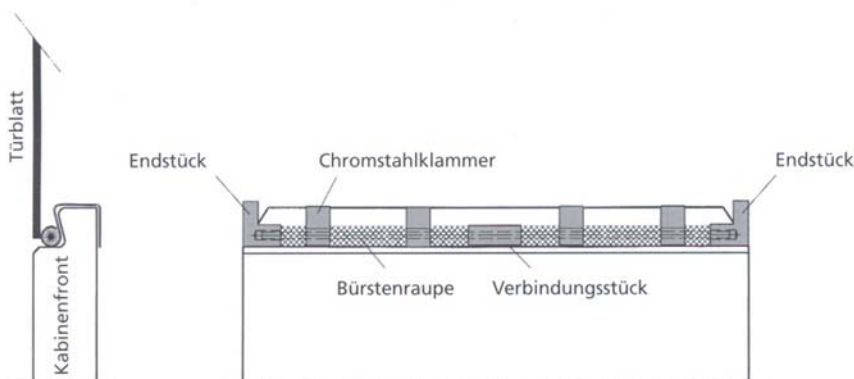 Türblatt
Endstück
Chromstahlklammer
Endstück
Bürstenraupe
Verbindungsstück
Kabinenfront